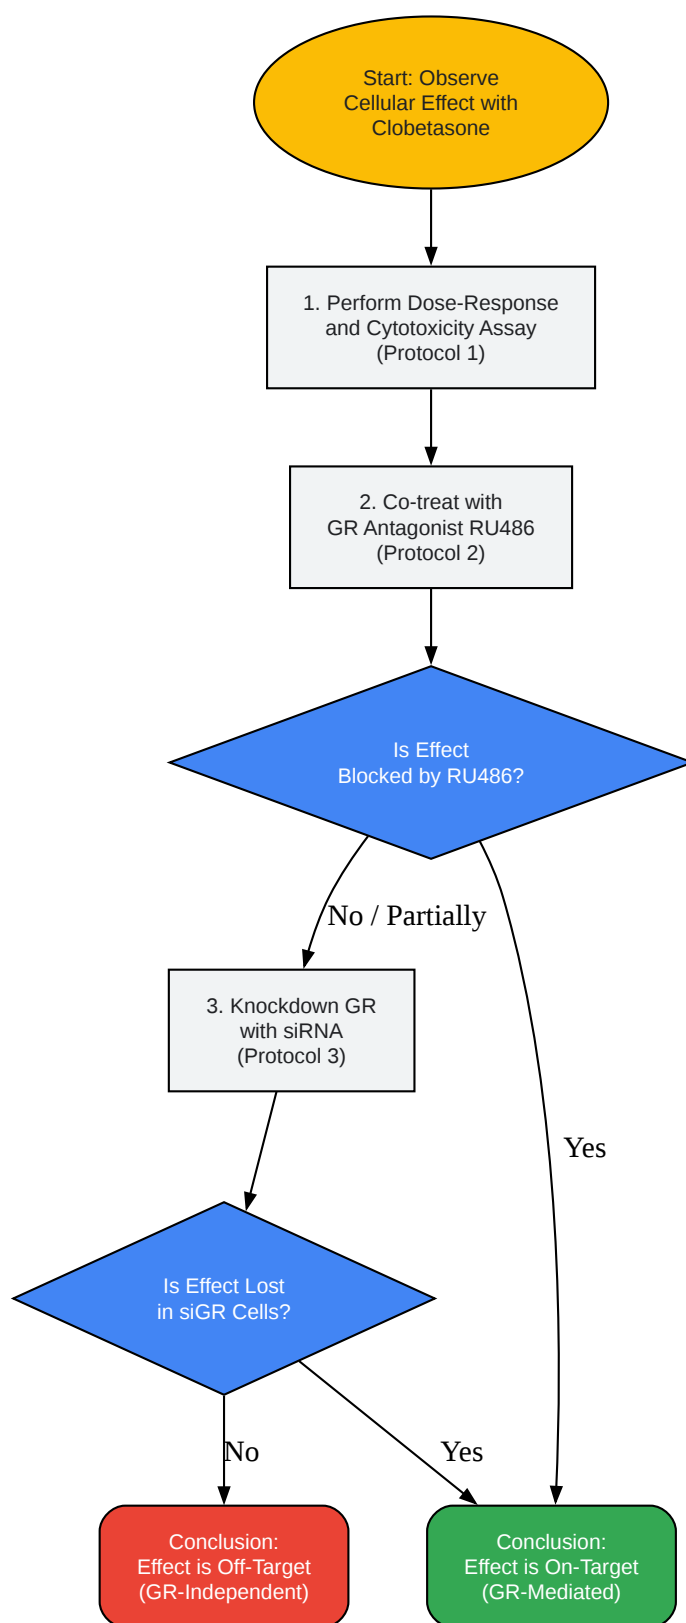 Start: Observe
Cellular Effect with
Clobetasone
1. Perform Dose-Response
and Cytotoxicity Assay
(Protocol 1)
2. Co-treat with
GR Antagonist RU486
(Protocol 2)
Is Effect
Blocked by RU486?
No / Partially
3. Knockdown GR
with siRNA
(Protocol 3)
Yes
Is Effect Lost
in siGR Cells?
No
Yes
Conclusion:
Effect is Off-Target
(GR-Independent)
Conclusion:
Effect is On-Target
(GR-Mediated)